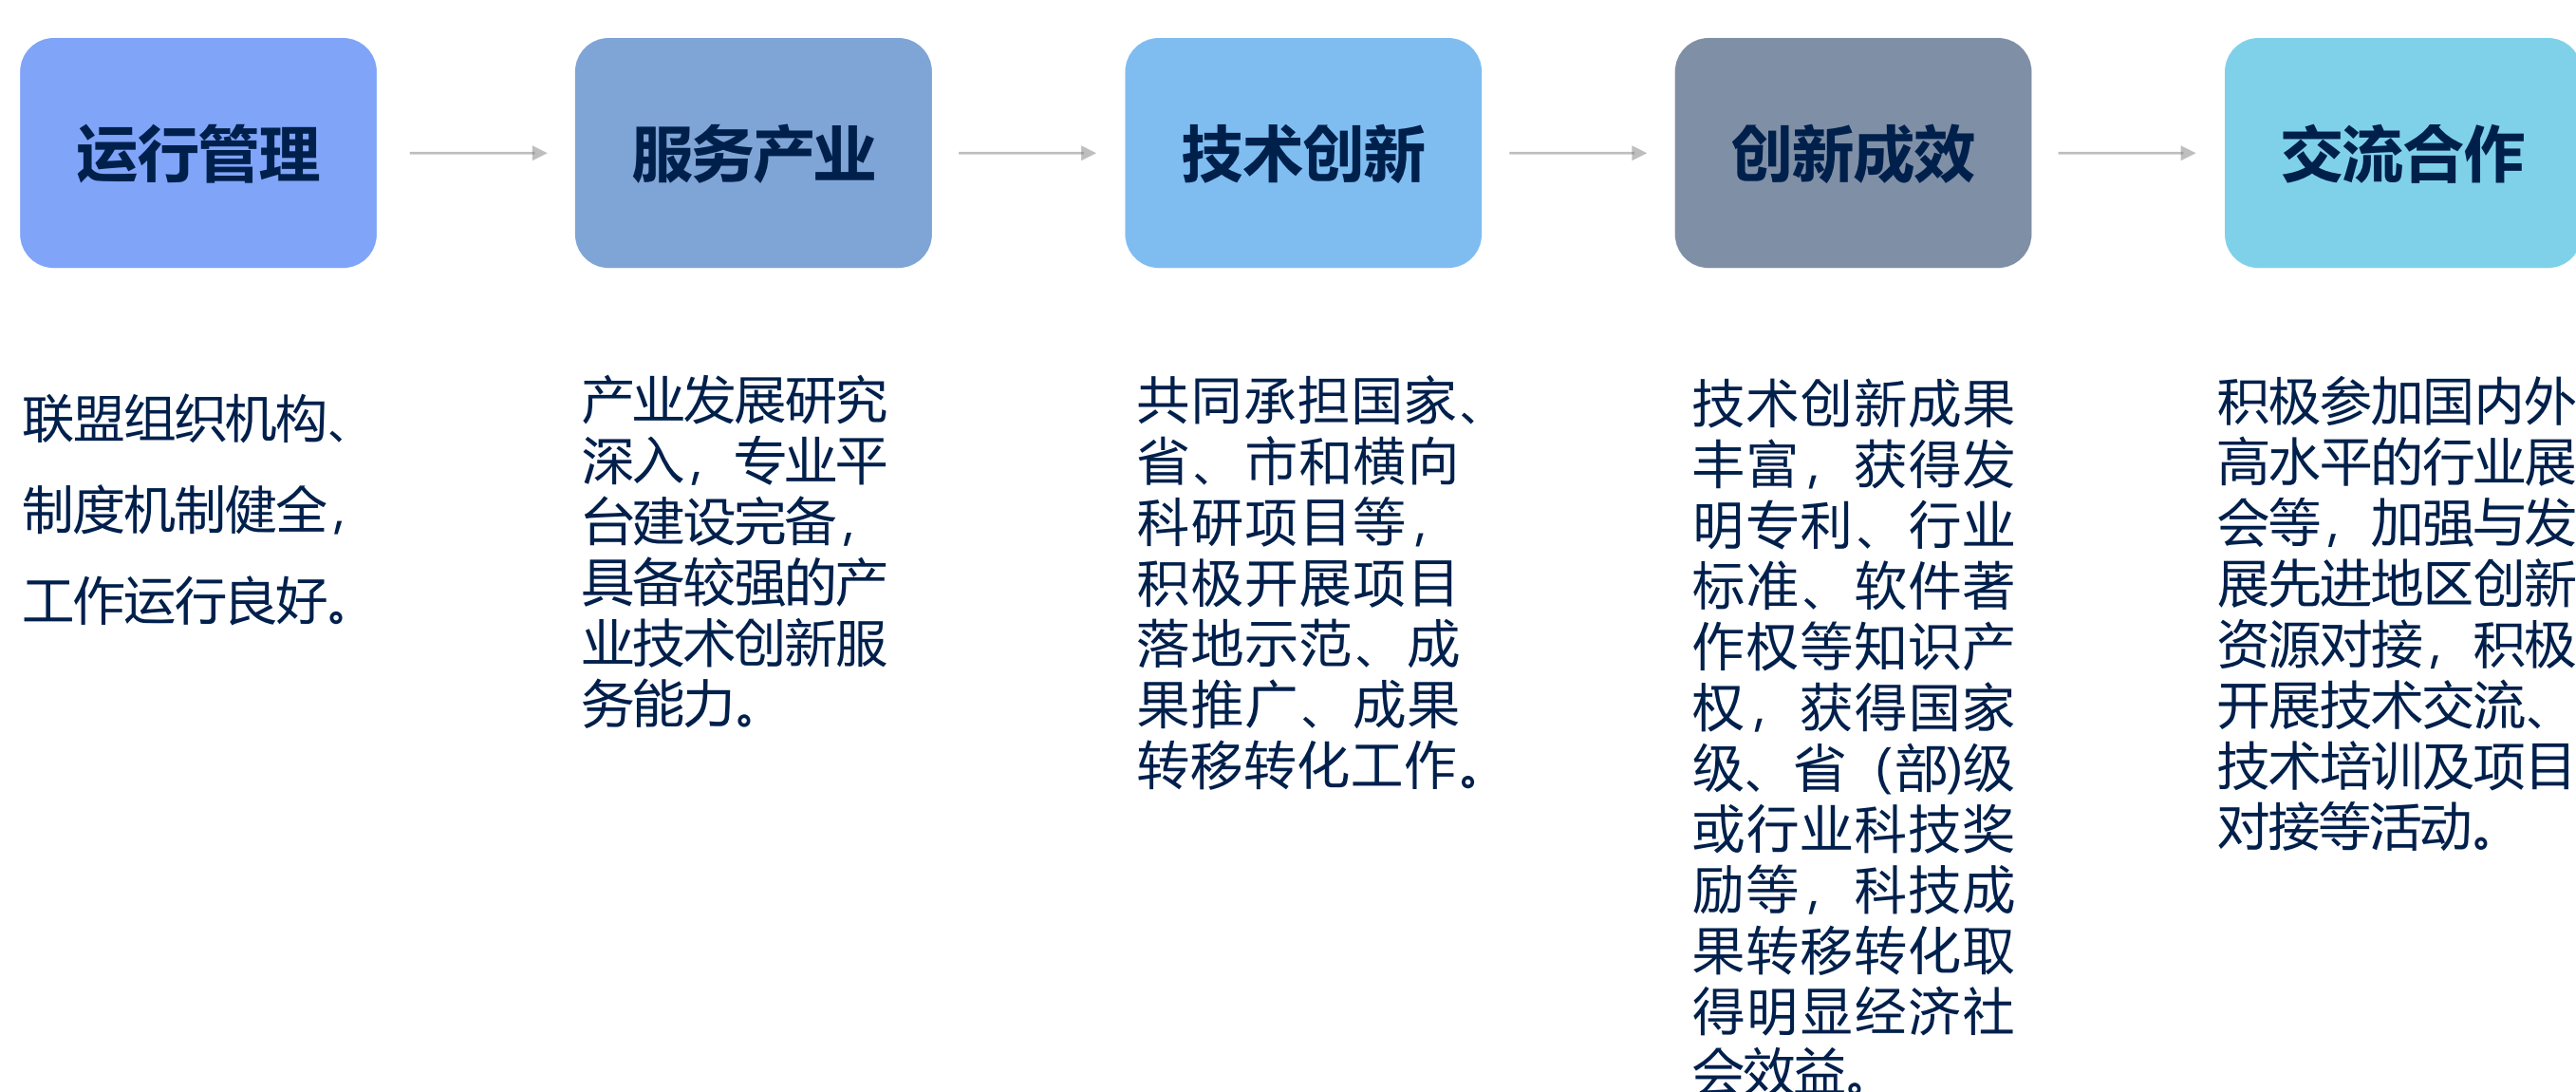 运行管理
服务产业
技术创新
创新成效
交流合作
联盟组织机构、
制度机制健全，
工作运行良好。
产业发展研究
深入，专业平
台建设完备，
具备较强的产
业技术创新服
务能力。
共同承担国家、
省、市和横向
科研项目等，
积极开展项目
落地示范、成
果推广、成果
转移转化工作。
技术创新成果
丰富，获得发
明专利、行业
标准、软件著
作权等知识产
权，获得国家
级、省（部)级
或行业科技奖
励等，科技成
果转移转化取
得明显经济社
会效益。
积极参加国内外
高水平的行业展
会等，加强与发
展先进地区创新
资源对接，积极
开展技术交流、
技术培训及项目
对接等活动。